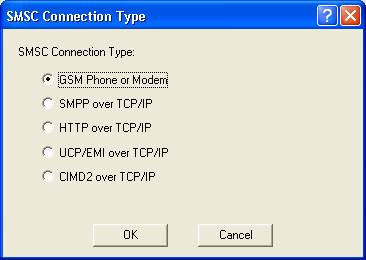 SMSC Connection Type
SMSC Connection Type:
GSM Phone or Modem
SMPP over TCP/IP
HTTP over TCP/IP
UCP/EMI over TCP/IP
CIMD2 over TCP/IP
OK Cancel